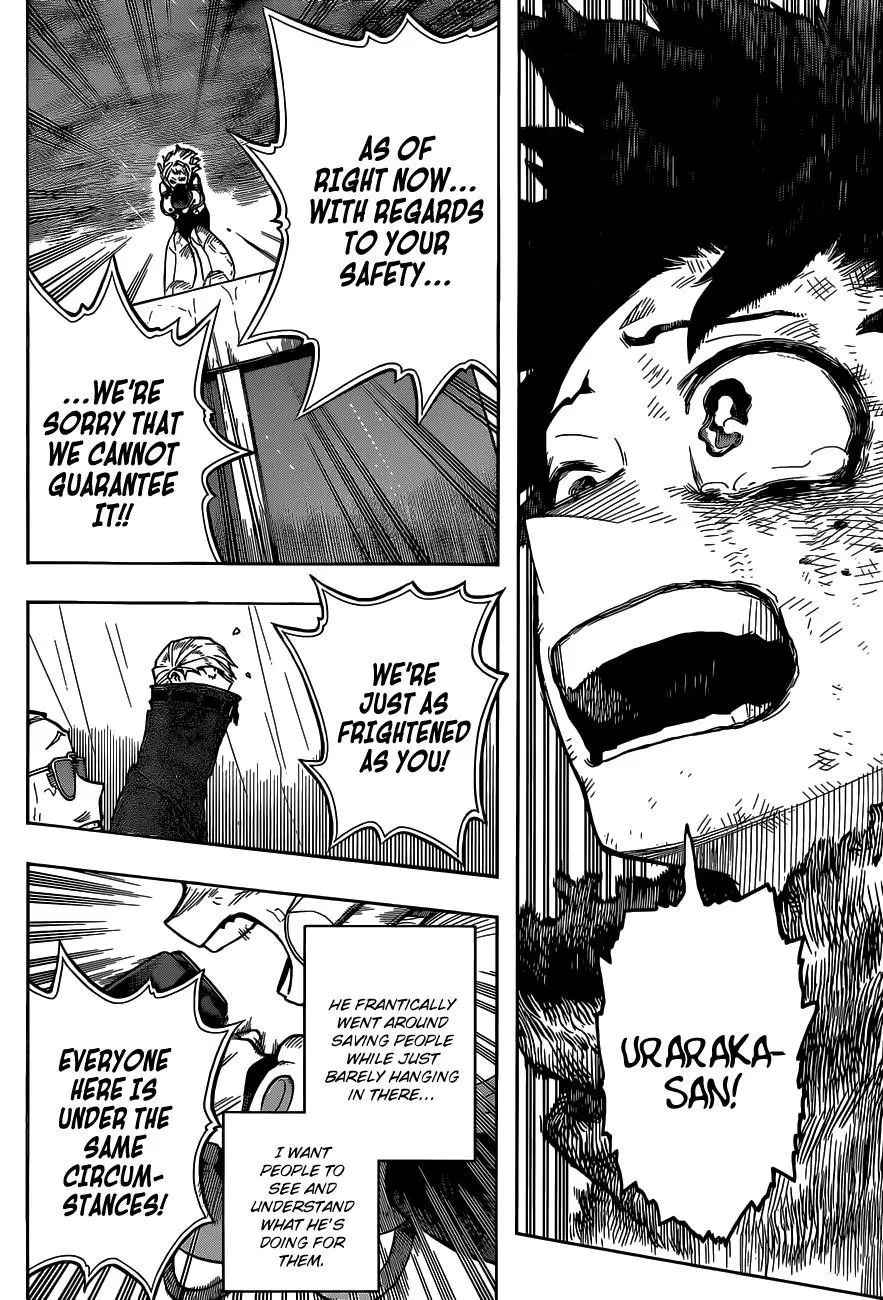 URARAKA-
SAN!
AS OF
RIGHT NOW...
WITH REGARDS
TO YOUR
SAFETY...
...WE'RE
SORRY THAT
WE CANNOT
GUARANTEE
IT!!
WE'RE
JUST AS
FRIGHTENED
AS YOU!
HE FRANTICALLY
WENT AROUND
SAVING PEOPLE
WHILE JUST
BARELY HANGING
IN THERE...
I WANT
PEOPLE TO
SEE AND
UNDERSTAND
WHAT HE'S
DOING FOR
THEM.
EVERYONE
HERE IS
UNDER THE
SAME
CIRCUM-
STANCES!